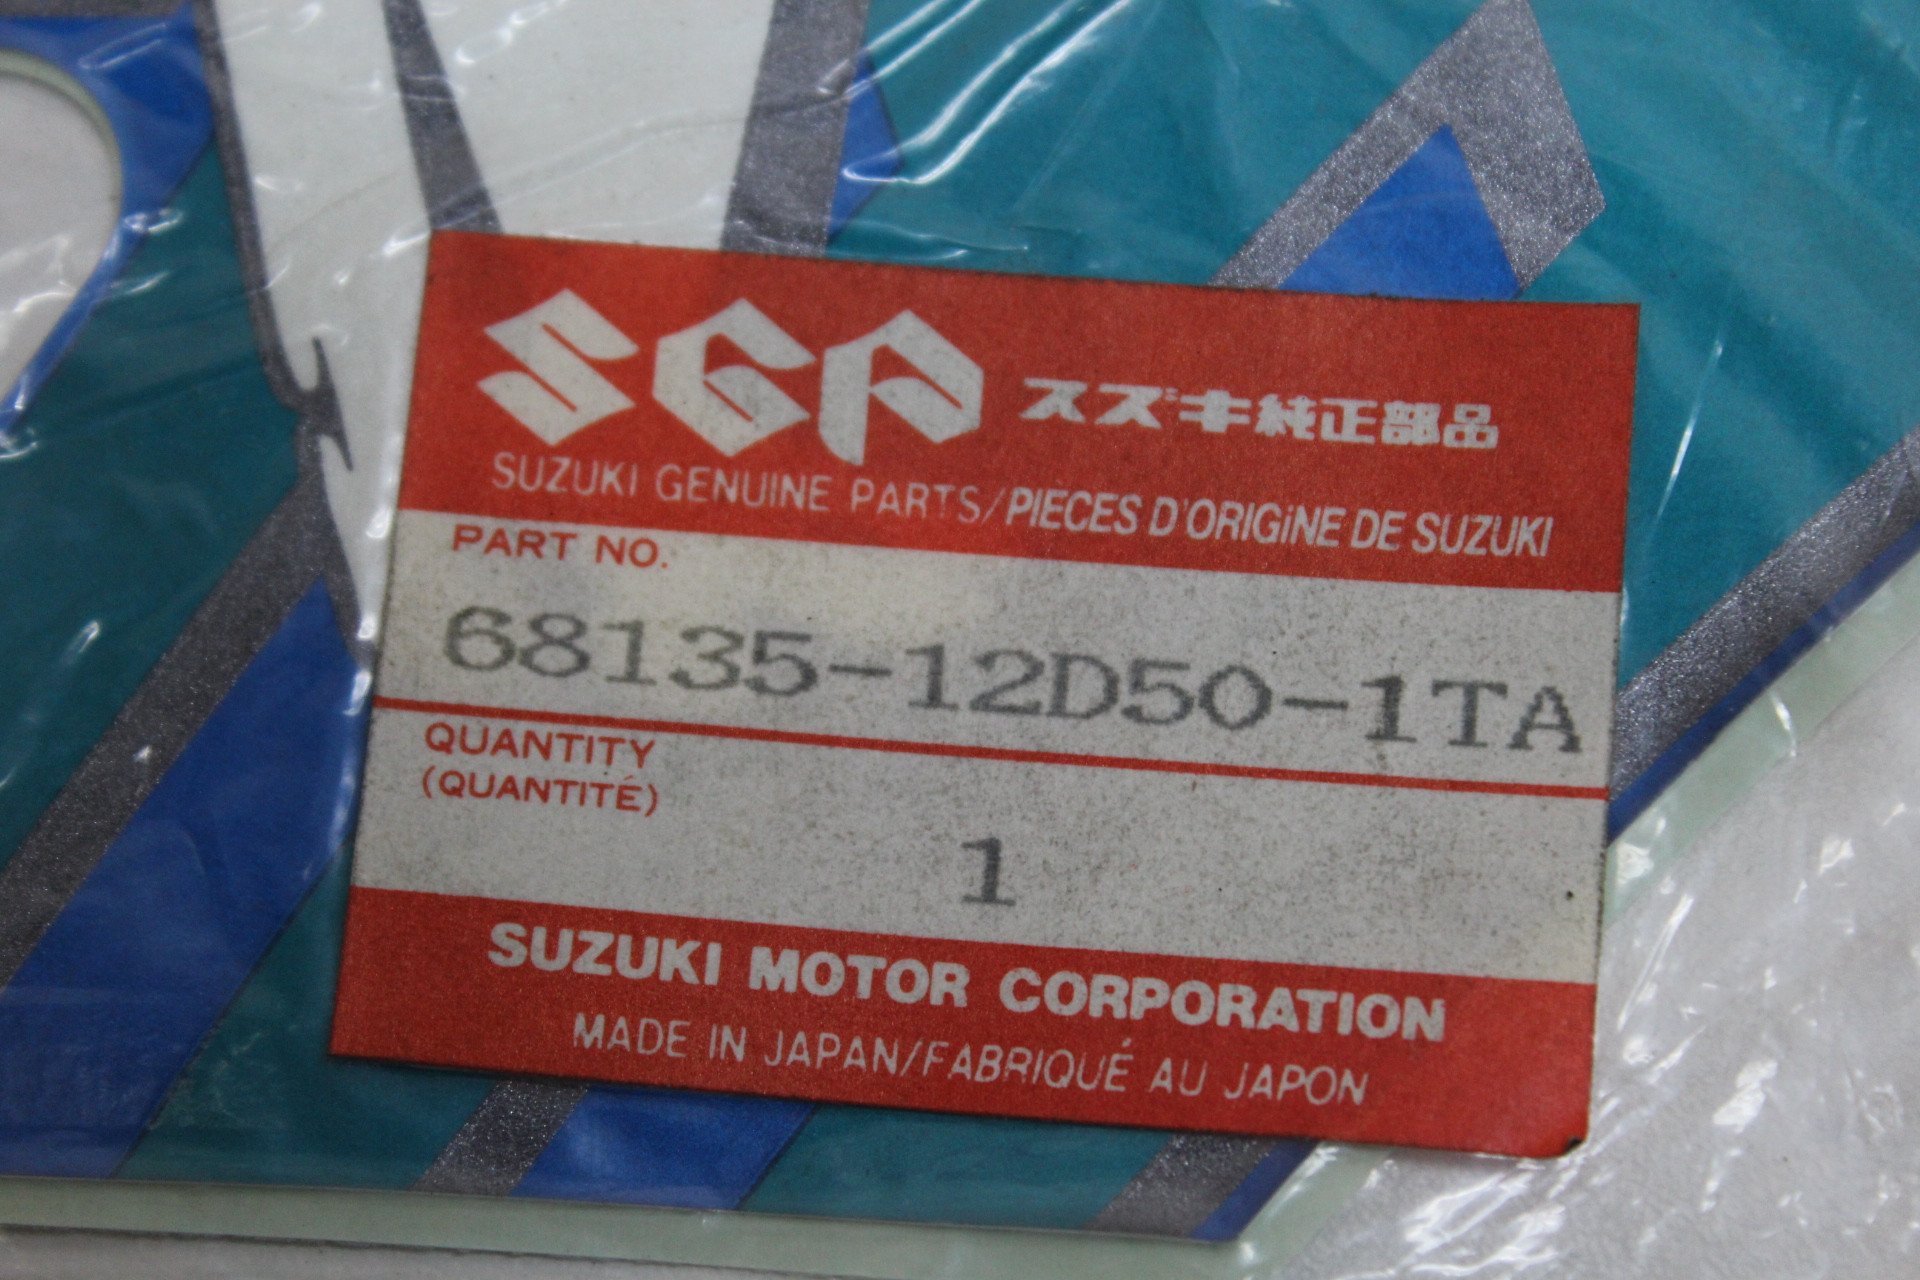 SGP スズキ純正部品
SUZUKI GENUINE PARTS/PIECES D'ORIGiNE DE SUZUKI
PART NO.
68135-12D50-1TA
QUANTITY
(QUANTITÉ)
1
SUZUKI MOTOR CORPORATION
MADE IN JAPAN/FABRIQUÉ AU JAPON